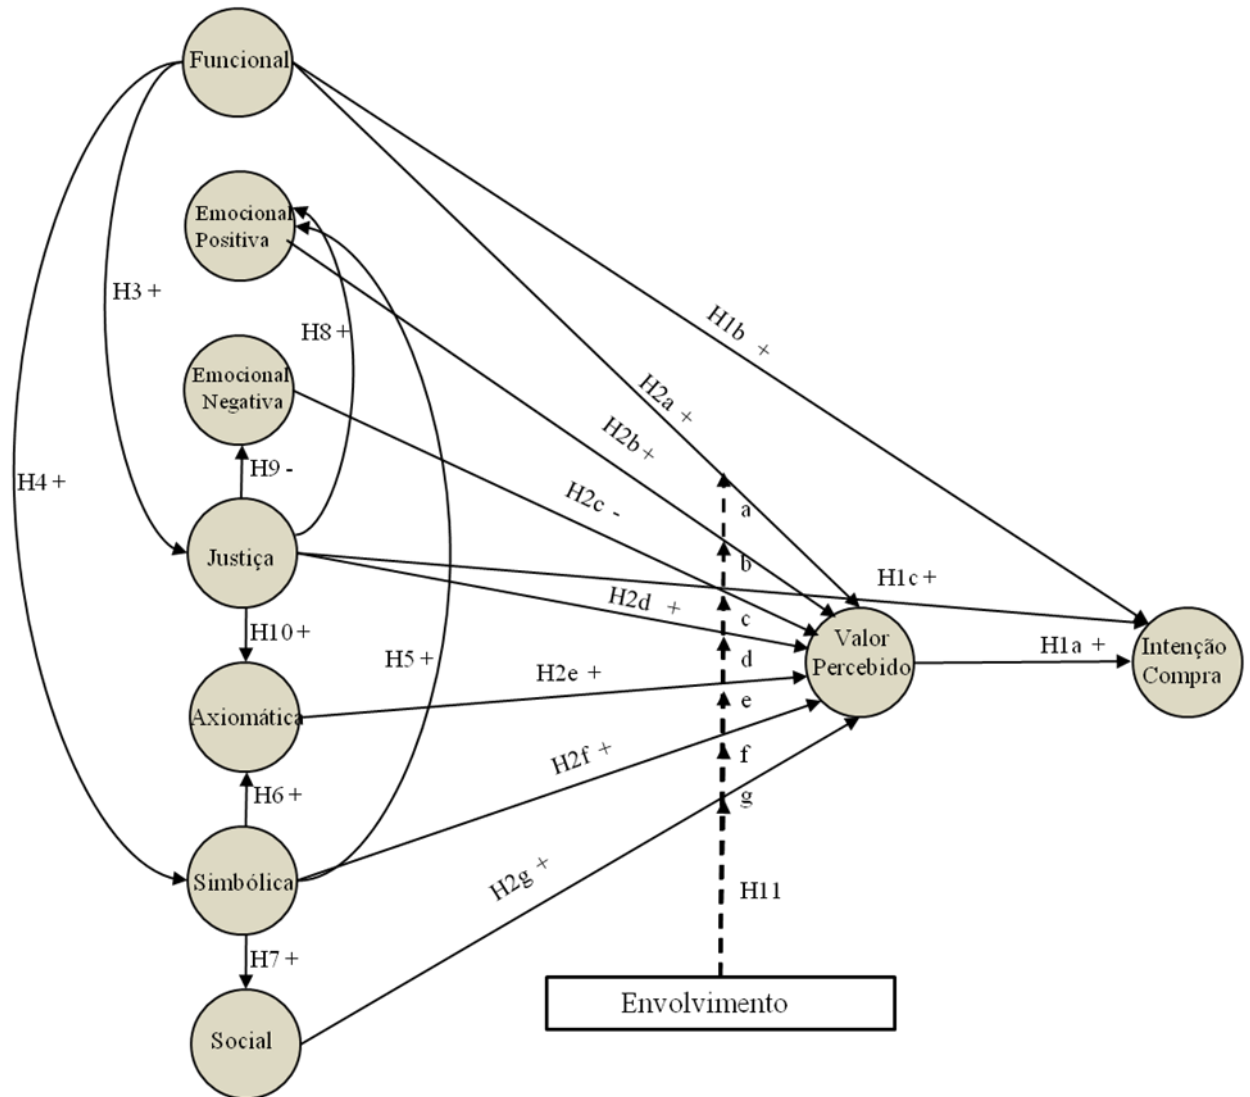 Funcional
Emocional
Positiva
H3 +
H8 +
H1b +
Emocional
Negativa
H2a +
H2b +
H4 +
H9 -
H2c -
a
b
Justiça
H1c +
H2d +
c
H10 +
Valor
Percebido
H1a +
Intenção
Compra
H5 +
H2e +
d
Axiomática
e
H2f +
f
H6 +
g
Simbólica
H2g +
H11
H7 +
Envolvimento
Social